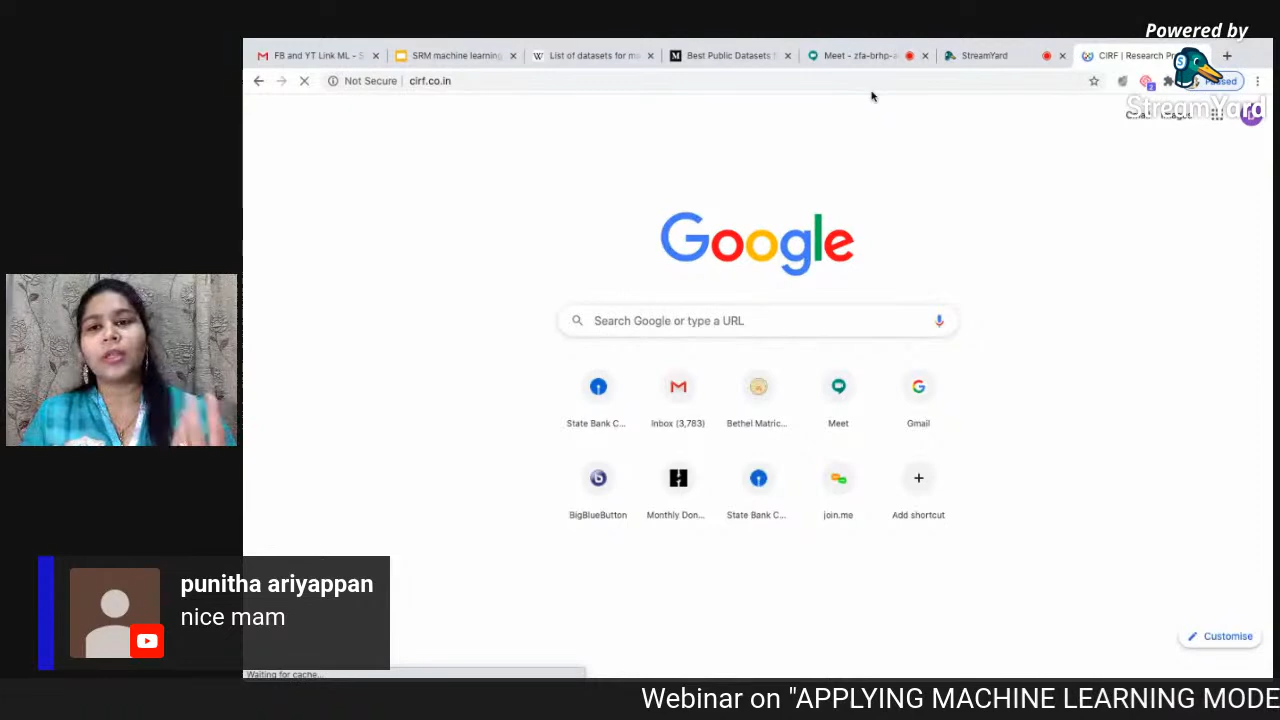 Powered by
StreamYard
FB and YT Link ML - S
SRM machine learning
List of datasets for m
Best Public Datasets f
Meet - zfa-brhp-a
StreamYard
CIRF | Research Pr
Not Secure | cirf.co.in
Paused
Google
Search Google or type a URL
State Bank C...
Inbox (3,783)
Bethel Matric...
Meet
Gmail
BigBlueButton
Monthly Don...
State Bank C...
join.me
Add shortcut
Customise
punitha ariyappan
nice mam
Waiting for cache...
Webinar on "APPLYING MACHINE LEARNING MODE